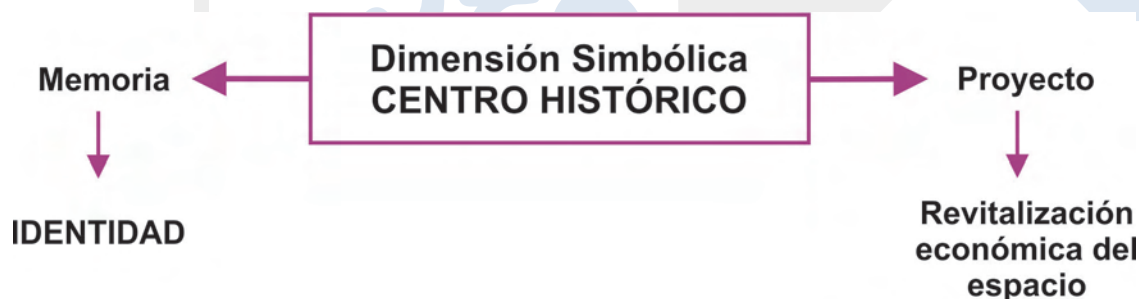 Dimensión Simbólica
CENTRO HISTÓRICO
Memoria
Proyecto
IDENTIDAD
Revitalización
económica del
espacio